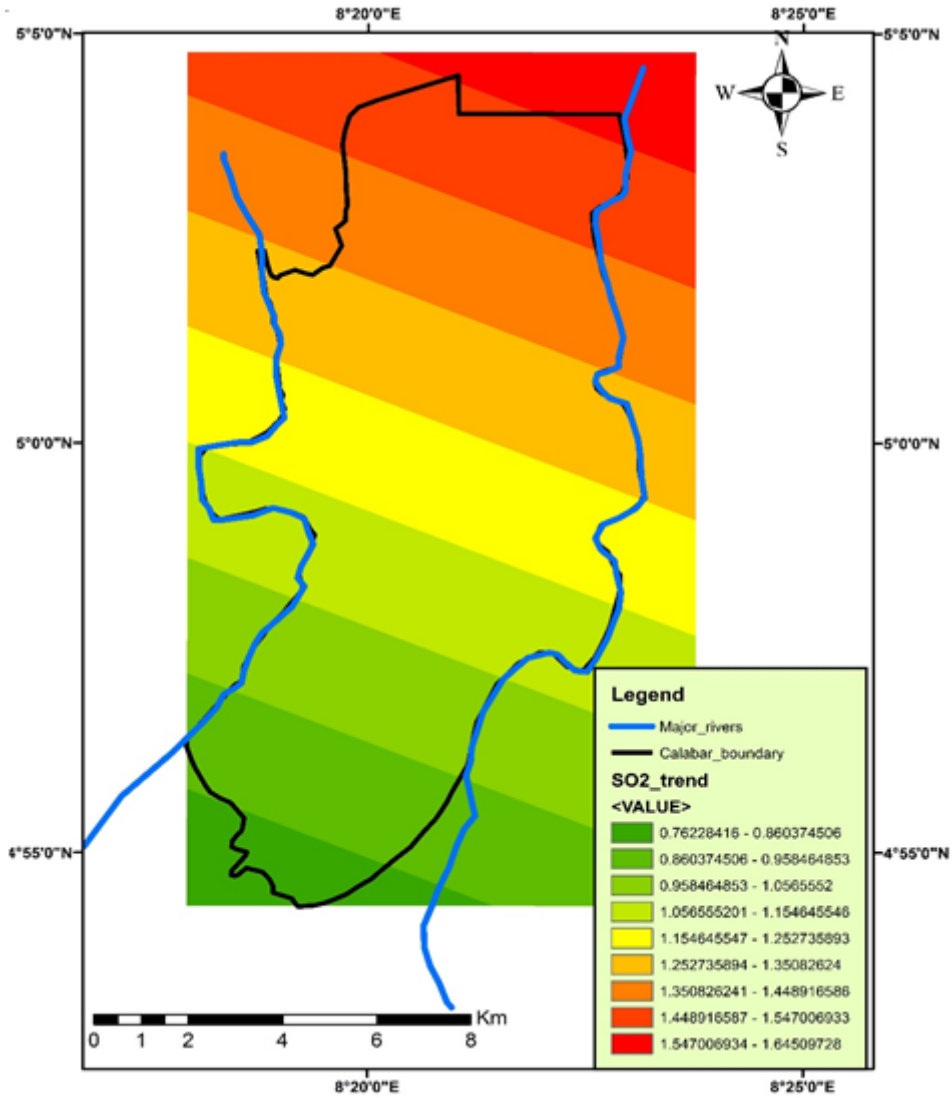 8°20'0"E 8°25'0"E
5°5'0"N 5°5'0"N
N
W E
S
5°0'0"N 5°0'0"N
Legend
Major_rivers
Calabar_boundary
SO2_trend
<VALUE>
0.76228416 - 0.860374506
0.860374506 - 0.958464853
0.958464853 - 1.0565552
1.056555201 - 1.154645546
1.154645547 - 1.252735893
1.252735894 - 1.35082624
1.350826241 - 1.448916586
1.448916587 - 1.547006933
1.547006934 - 1.64509728
4°55'0"N 4°55'0"N
Km
0 1 2 4 6 8
8°20'0"E 8°25'0"E